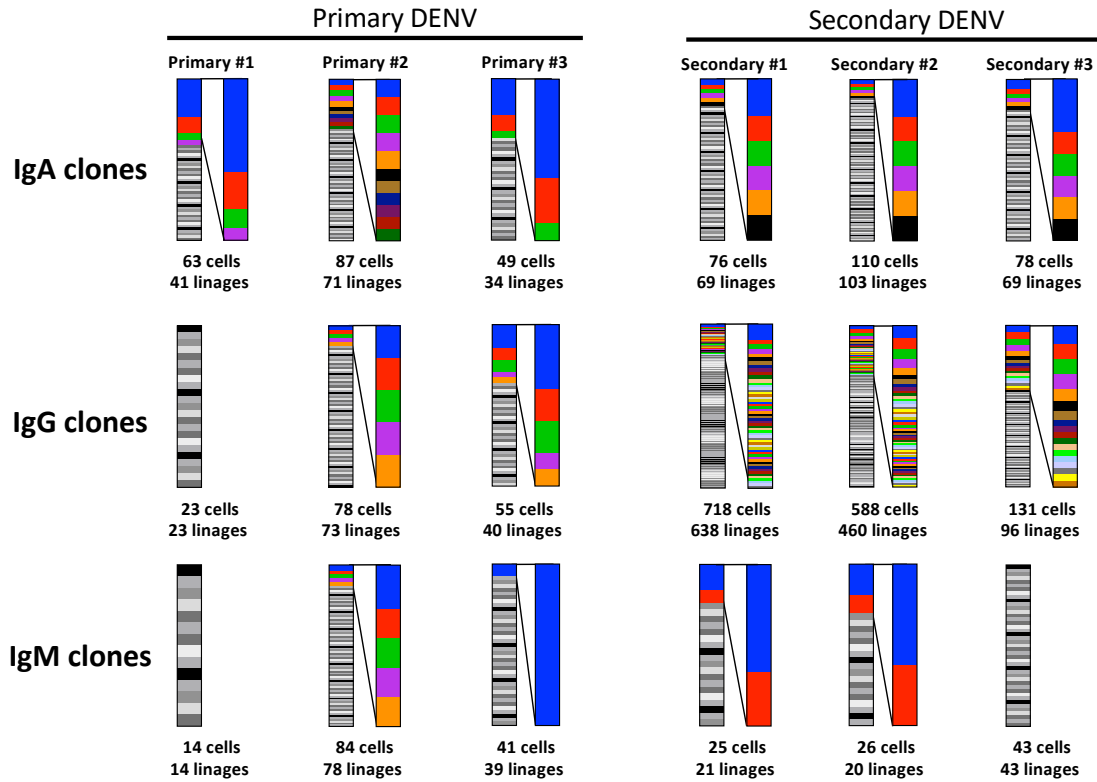 Primary DENV
Secondary DENV
Primary #1
Primary #2
Primary #3
Secondary #1
Secondary #2
Secondary #3
IgA clones
63 cells
41 linages
87 cells
71 linages
49 cells
34 linages
76 cells
69 linages
110 cells
103 linages
78 cells
69 linages
IgG clones
23 cells
23 linages
78 cells
73 linages
55 cells
40 linages
718 cells
638 linages
588 cells
460 linages
131 cells
96 linages
IgM clones
14 cells
14 linages
84 cells
78 linages
41 cells
39 linages
25 cells
21 linages
26 cells
20 linages
43 cells
43 linages